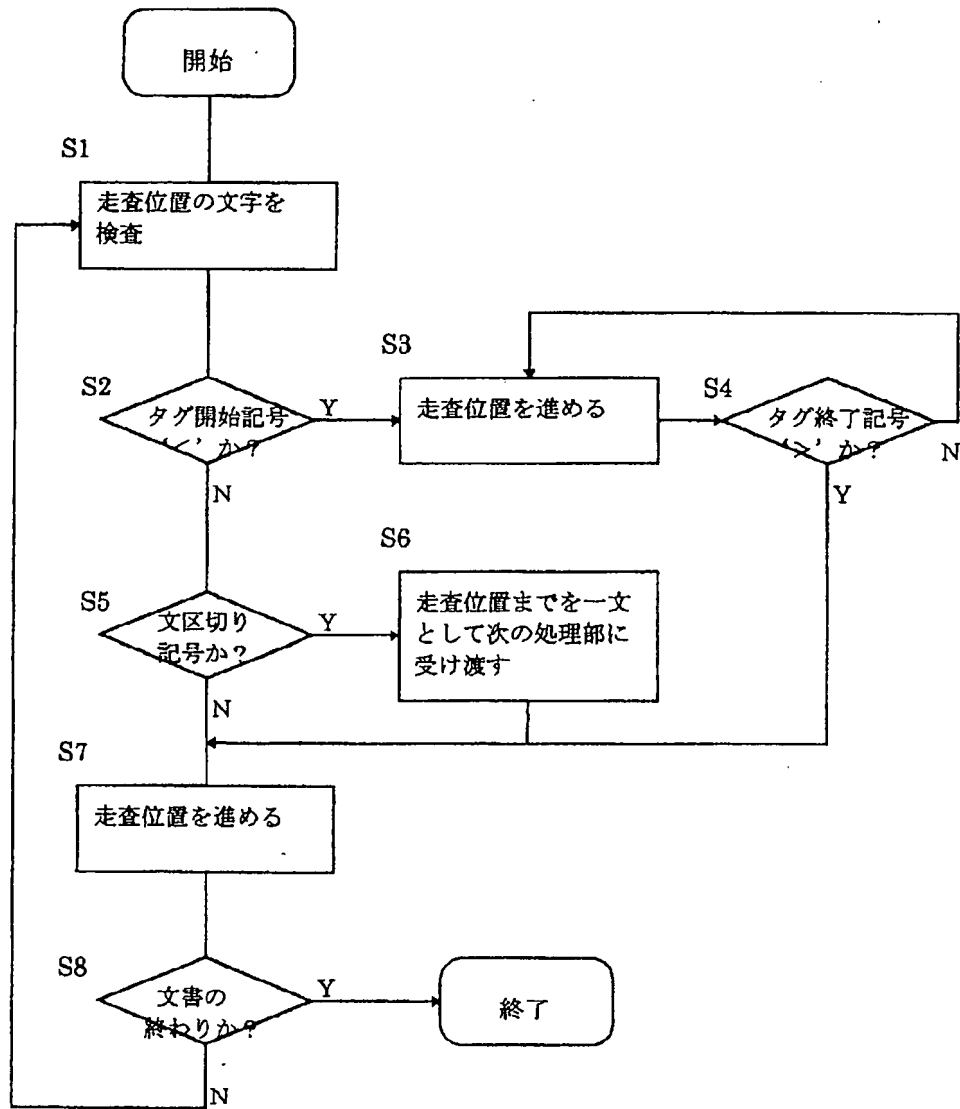 開始
S1
走査位置の文字を
検査
S2
タグ開始記号
‘<’か?
Y
N
S3
走査位置を進める
S4
タグ終了記号
‘>’か?
N
Y
S5
文区切り
記号か?
Y
N
S6
走査位置までを一文
として次の処理部に
受け渡す
S7
走査位置を進める
S8
文書の
終わりか?
Y
N
終了